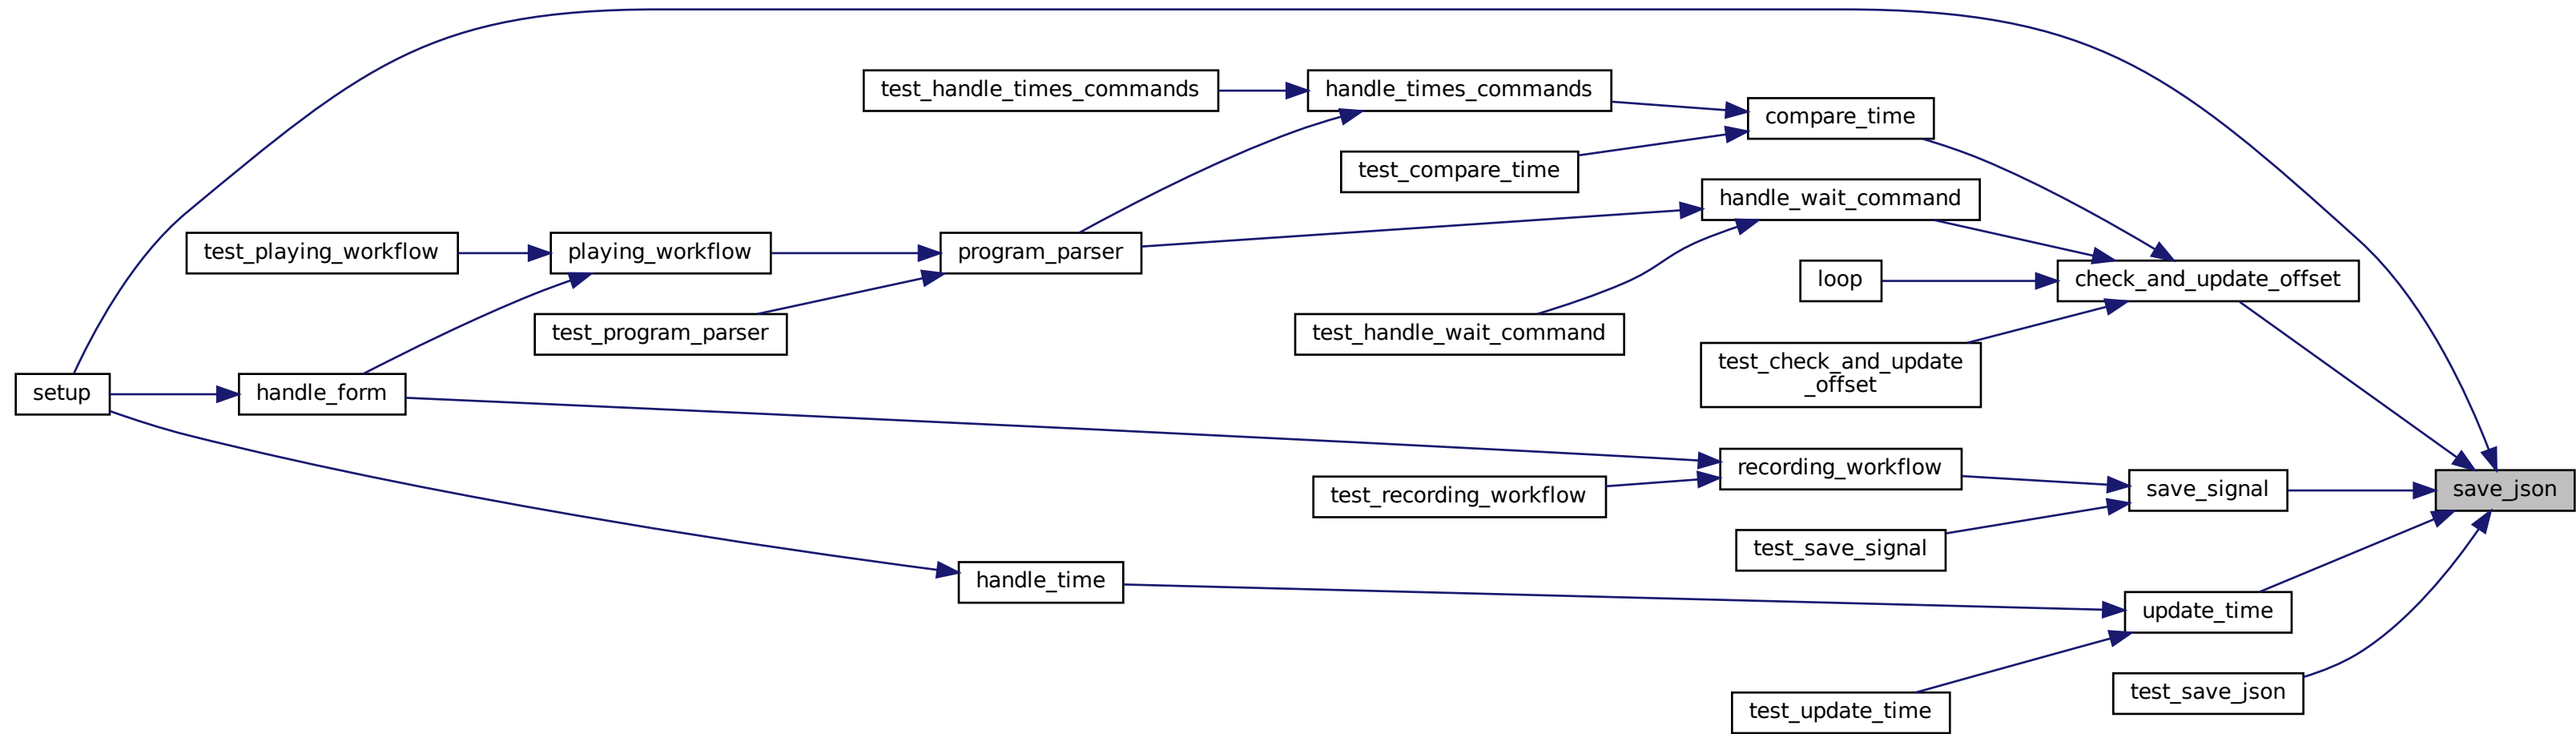 test_handle_times_commands
handle_times_commands
compare_time
test_compare_time
handle_wait_command
test_playing_workflow
playing_workflow
program_parser
loop
check_and_update_offset
test_program_parser
test_handle_wait_command
test_check_and_update
_offset
setup
handle_form
recording_workflow
test_recording_workflow
save_signal
save_json
test_save_signal
handle_time
update_time
test_save_json
test_update_time